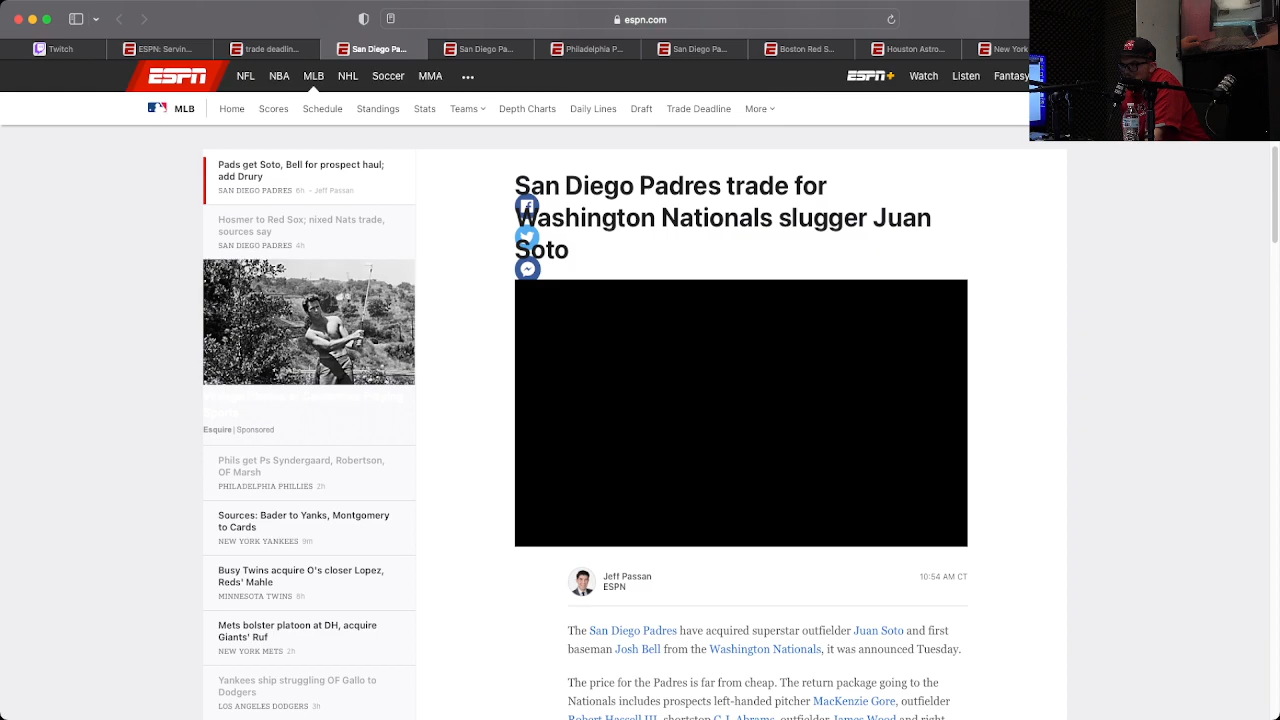 espn.com
Twitch
ESPN: Servin...
trade deadlin...
San Diego Pa...
San Diego Pa...
Philadelphia P...
San Diego Pa...
Boston Red S...
Houston Astro...
New York
ESPN
NFL
NBA
MLB
NHL
Soccer
MMA
•••
ESPN+
Watch
Listen
Fantasy
MLB
Home
Scores
Schedule
Standings
Stats
Teams
Depth Charts
Daily Lines
Draft
Trade Deadline
More
Pads get Soto, Bell for prospect haul;
add Drury
SAN DIEGO PADRES 6h - Jeff Passan
Hosmer to Red Sox; nixed Nats trade,
sources say
SAN DIEGO PADRES 4h
Esquire | Sponsored
Phils get Ps Syndergaard, Robertson,
OF Marsh
PHILADELPHIA PHILLIES 2h
Sources: Bader to Yanks, Montgomery
to Cards
NEW YORK YANKEES 9m
Busy Twins acquire O's closer Lopez,
Reds' Mahle
MINNESOTA TWINS 8h
Mets bolster platoon at DH, acquire
Giants' Ruf
NEW YORK METS 2h
Yankees ship struggling OF Gallo to
Dodgers
LOS ANGELES DODGERS 3h
San Diego Padres trade for
Washington Nationals slugger Juan
Soto
Jeff Passan
ESPN
10:54 AM CT
The San Diego Padres have acquired superstar outfielder Juan Soto and first
baseman Josh Bell from the Washington Nationals, it was announced Tuesday.
The price for the Padres is far from cheap. The return package going to the
Nationals includes prospects left-handed pitcher MacKenzie Gore, outfielder
Robert Hassell III, shortstop C.J. Abrams, outfielder James Wood and right